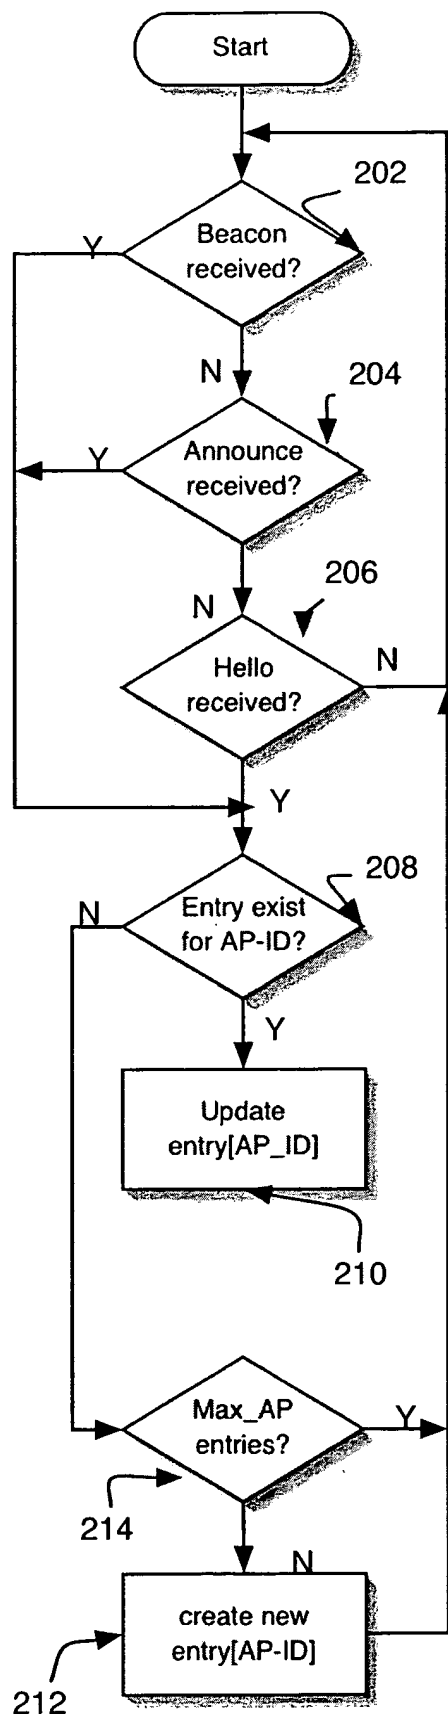 Start
202
Beacon
received?
Y
N
204
Announce
received?
Y
206
N
Hello
received?
N
Y
208
Entry exist
for AP-ID?
N
Y
Update
entry[AP_ID]
210
Max_AP
entries?
Y
214
N
create new
entry[AP-ID]
212